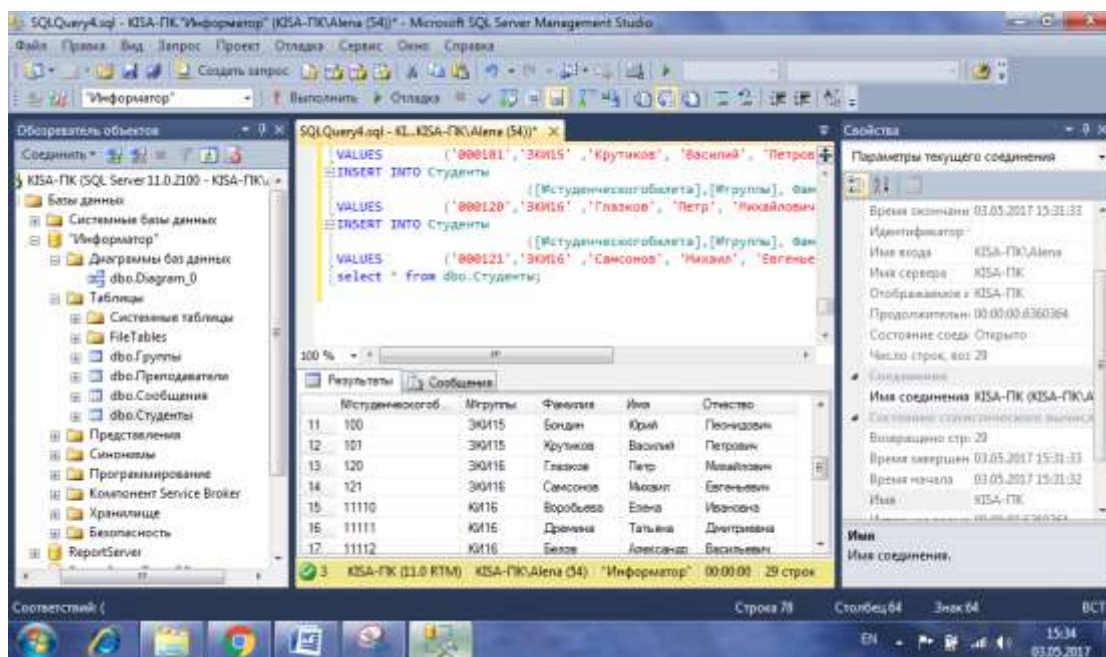 SQLQuery4.sql - KISA-ПК."Информатор" (KISA-ПК\Alena (54))* - Microsoft SQL Server Management Studio
Файл Правка Вид Запрос Проект Отладка Сервис Окно Справка
Создать запрос
"Информатор" Выполнить Отладка
Обозреватель объектов
Соединить
KISA-ПК (SQL Server 11.0.2100 - KISA-ПК\
Базы данных
Системные базы данных
"Информатор"
Диаграммы баз данных
dbo.Diagram_0
Таблицы
Системные таблицы
FileTables
dbo.Группы
dbo.Преподаватели
dbo.Сообщения
dbo.Студенты
Представления
Синонимы
Программирование
Компонент Service Broker
Хранилище
Безопасность
ReportServer
SQLQuery4.sql - KI...KISA-ПК\Alena (54))*
VALUES ('000101','ЗКИ15' ,'Крутиков', 'Василий', 'Петров
INSERT INTO Студенты
([№студенческогобилета],[№группы], Фам
VALUES ('000120','ЗКИ16' ,'Глазков', 'Петр', 'Михайлович
INSERT INTO Студенты
([№студенческогобилета],[№группы], Фам
VALUES ('000121','ЗКИ16' ,'Самсонов', 'Михаил', 'Евгенье
select * from dbo.Студенты;
100 %
Результаты Сообщения
№студенческогоб... №группы Фамилия Имя Отчество
11 100 ЗКИ15 Бондин Юрий Леонидович
12 101 ЗКИ15 Крутиков Василий Петрович
13 120 ЗКИ16 Глазков Петр Михайлович
14 121 ЗКИ16 Самсонов Михаил Евгеньевич
15 11110 КИ16 Воробьева Елена Ивановна
16 11111 КИ16 Дремина Татьяна Дмитриевна
17 11112 КИ16 Белов Александр Васильевич
3 KISA-ПК (11.0 RTM) KISA-ПК\Alena (54) "Информатор" 00:00:00 29 строк
Свойства
Параметры текущего соединения
Время окончани 03.05.2017 15:31:33
Идентификатор
Имя входа KISA-ПК\Alena
Имя сервера KISA-ПК
Отображаемое и KISA-ПК
Продолжительн 00:00:00.6360364
Состояние соеди Открыто
Число строк, воз 29
Соединение
Имя соединения KISA-ПК (KISA-ПК\A
Возвращено стр 29
Время завершен 03.05.2017 15:31:33
Время начала 03.05.2017 15:31:32
Имя KISA-ПК
Имя
Имя соединения.
Соответствий: ( Строка 78 Столбец 64 Знак 64 ВСТ
EN 15:34
03.05.2017